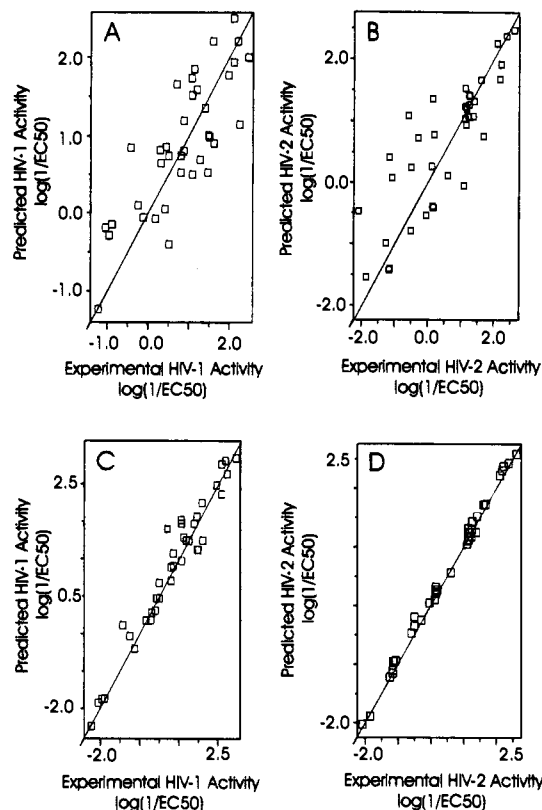 A
Predicted HIV-1 Activity
log(1/EC50)
2.0
1.0
0.0
-1.0
-1.0 0.0 1.0 2.0
Experimental HIV-1 Activity
log(1/EC50)
B
Predicted HIV-2 Activity
log(1/EC50)
2.0
0.0
-2.0
-2.0 0.0 2.0
Experimental HIV-2 Activity
log(1/EC50)
C
Predicted HIV-1 Activity
log(1/EC50)
2.5
0.5
-2.0
-2.0 2.5
Experimental HIV-1 Activity
log(1/EC50)
D
Predicted HIV-2 Activity
log(1/EC50)
2.5
-2.0
-2.0 2.5
Experimental HIV-2 Activity
log(1/EC50)